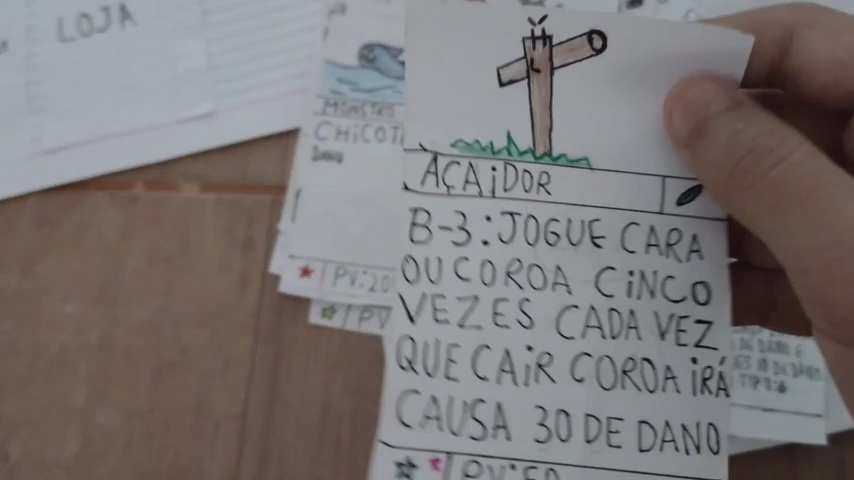 LOJA
MONSTRO
CHICOT
DANO
PV:20
PV
AÇAiDOR
B-3:JOGUE CARA
OU COROA CiNCO
VEZES CADA VEZ
QUE CAiR COROA iRÁ
CAUSA 30 DE DANO
PV:50